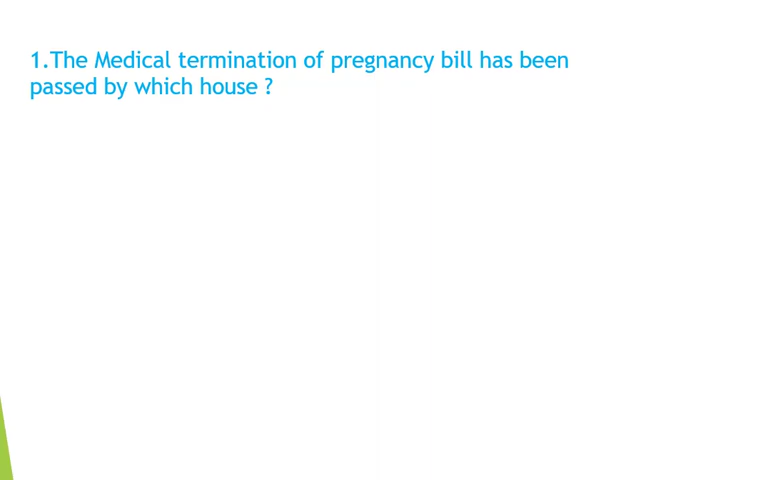 1.The Medical termination of pregnancy bill has been
passed by which house ?